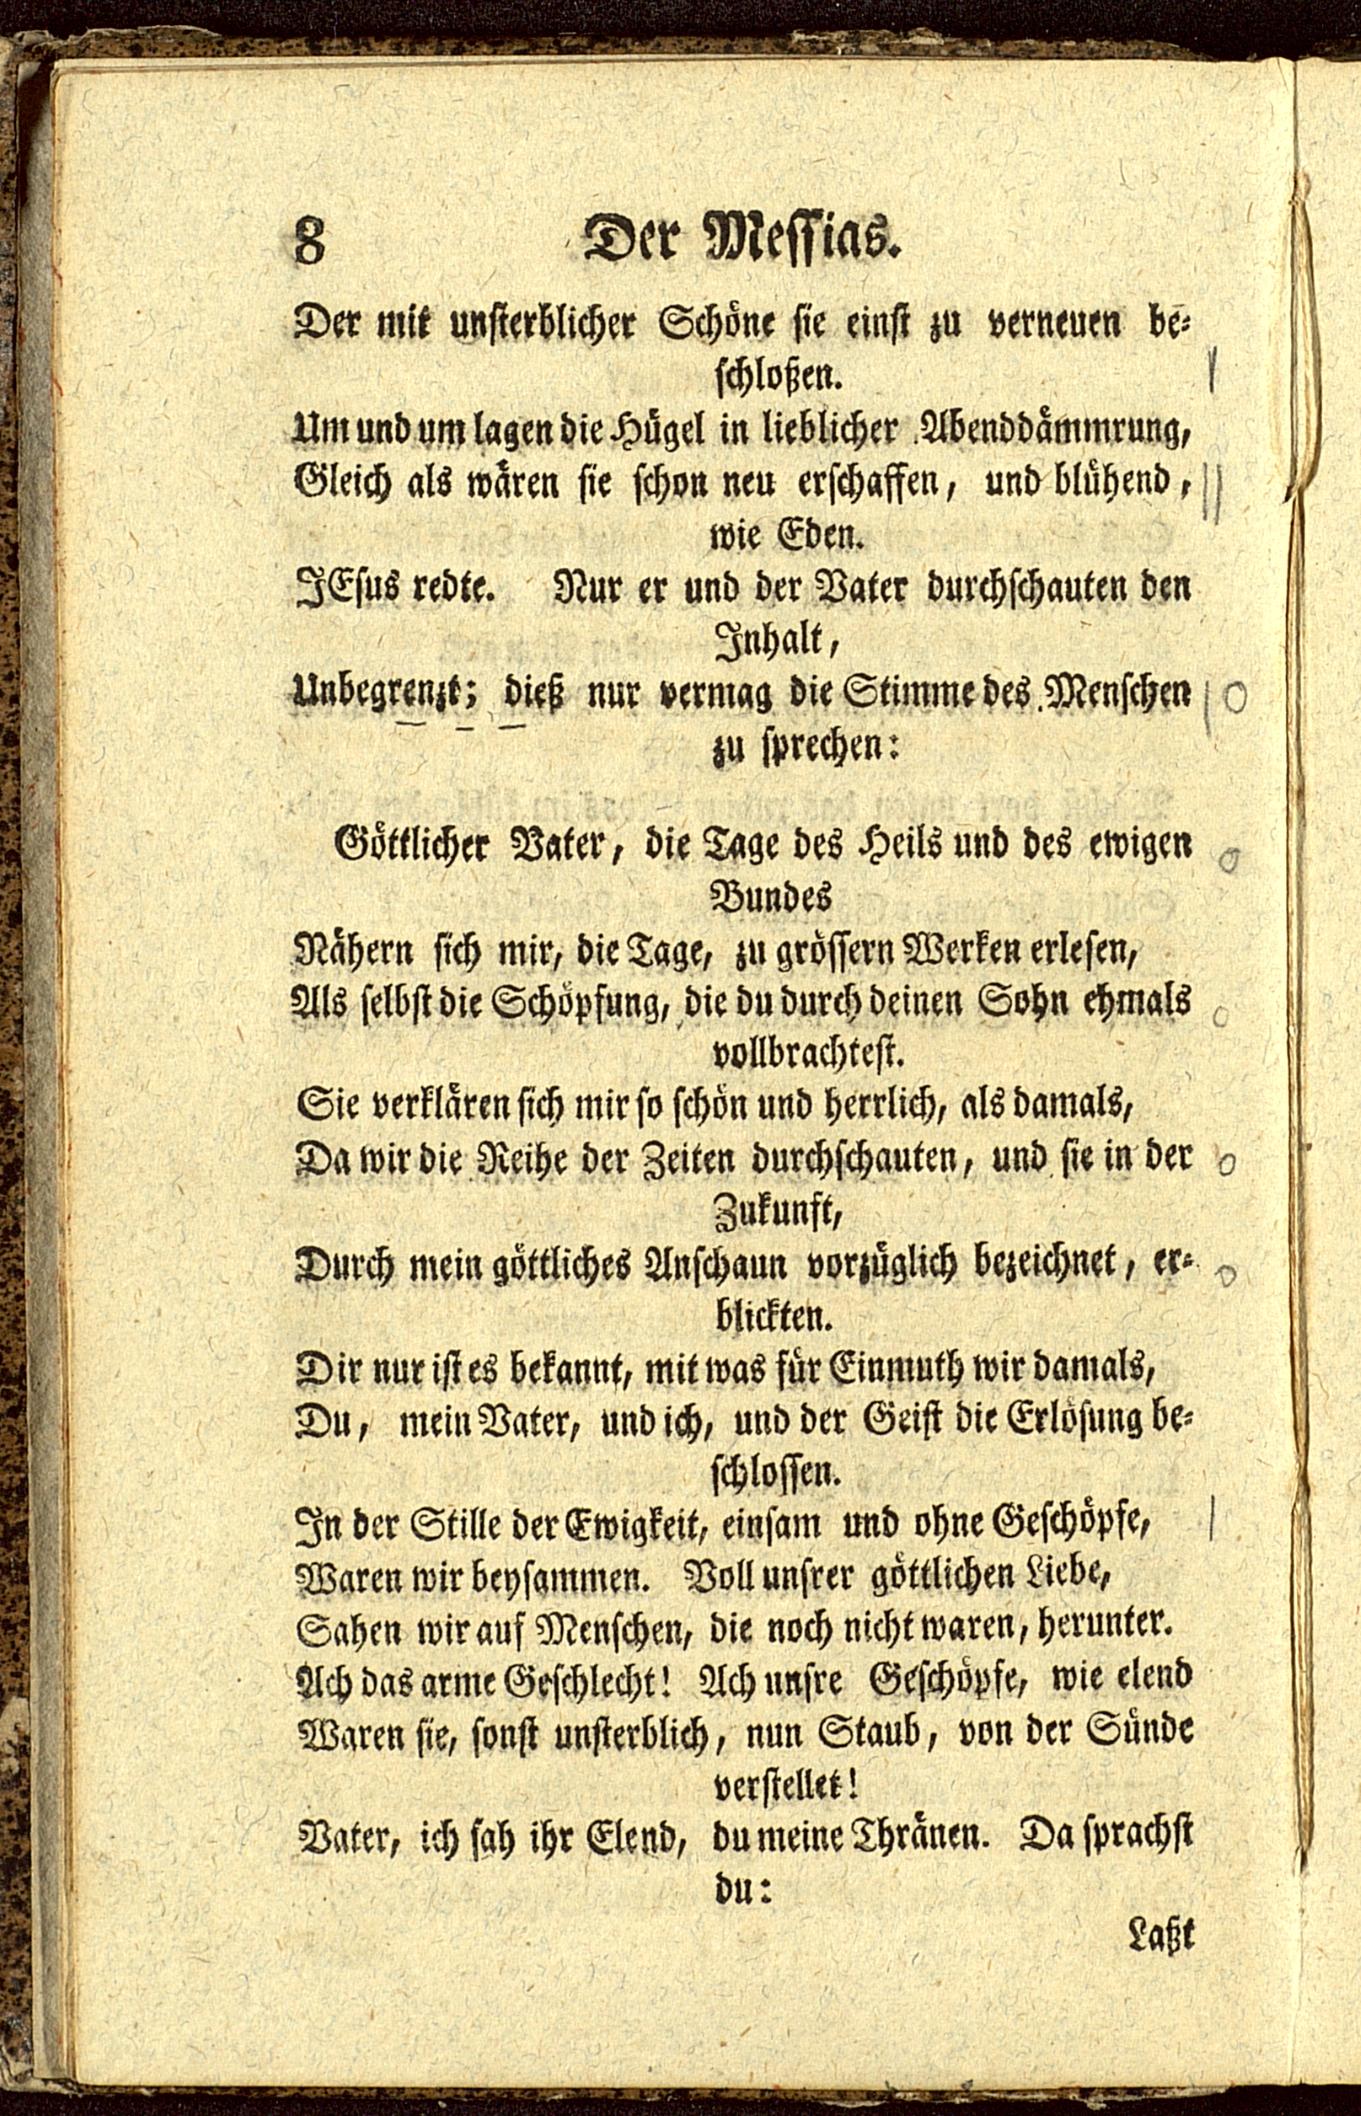 8 Der Messias.
Der mit unsterblicher Schöne sie einst zu verneuen be-
schloßen.
Um und um lagen die Hügel in lieblicher Abenddämmrung,
Gleich als wären sie schon neu erschaffen, und blühend,
wie Eden.
JEsus redte. Nur er und der Vater durchschauten den
Inhalt,
Unbegrenzt; dieß nur vermag die Stimme des Menschen
zu sprechen:
Göttlicher Vater, die Tage des Heils und des ewigen
Bundes
Nähern sich mir, die Tage, zu grössern Werken erlesen,
Als selbst die Schöpfung, die du durch deinen Sohn ehmals
vollbrachtest.
Sie verklären sich mir so schön und herrlich, als damals,
Da wir die Reihe der Zeiten durchschauten, und sie in der
Zukunft,
Durch mein göttliches Anschaun vorzüglich bezeichnet, er-
blickten.
Dir nur ist es bekannt, mit was für Einmuth wir damals,
Du, mein Vater, und ich, und der Geist die Erlösung be-
schlossen.
In der Stille der Ewigkeit, einsam und ohne Geschöpfe,
Waren wir beysammen. Voll unsrer göttlichen Liebe,
Sahen wir auf Menschen, die noch nicht waren, herunter.
Ach das arme Geschlecht! Ach unsre Geschöpfe, wie elend
Waren sie, sonst unsterblich, nun Staub, von der Sünde
verstellet!
Vater, ich sah ihr Elend, du meine Thränen. Da sprachst
du:
Laßt